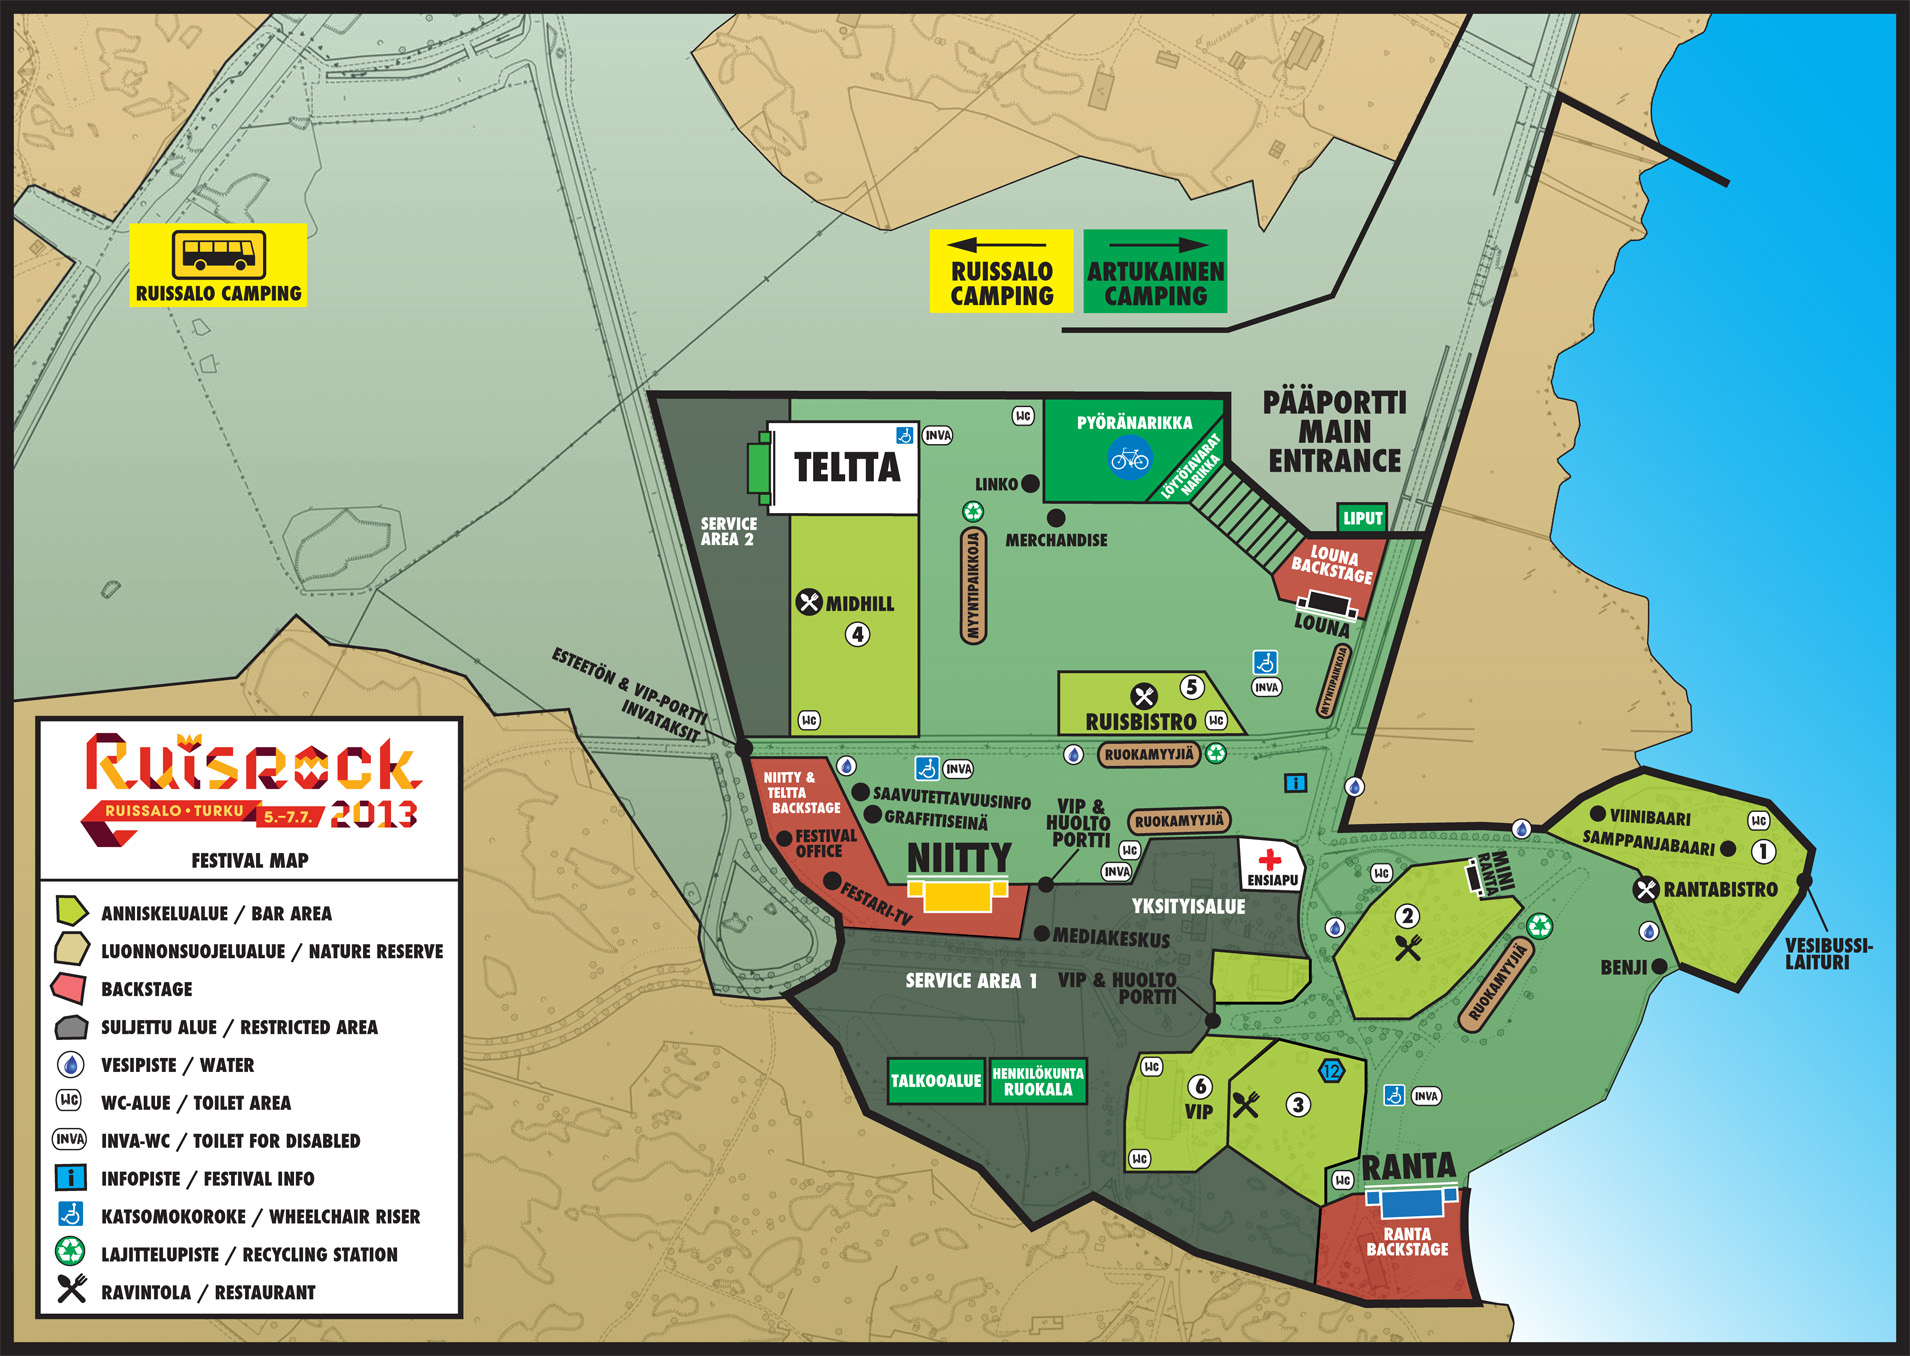 Ruissalon
RUISSALO CAMPING
RUISSALO
CAMPING
ARTUKAINEN
CAMPING
PÄÄPORTTI
MAIN
ENTRANCE
WC
PYÖRÄNARIKKA
LÖYTÖTAVARAT
NARIKKA
INVA
TELTTA
LINKO
MERCHANDISE
LIPUT
SERVICE
AREA 2
MYYNTIPAIKKOJA
LOUNA
BACKSTAGE
LOUNA
MIDHILL
4
MYYNTIPAIKKOJA
INVA
5
RUISBISTRO
WC
WC
ESTEETÖN & VIP-PORTTI
INVATAKSIT
RUOKAMYYJIÄ
NIITTY &
TELTTA
BACKSTAGE
INVA
SAAVUTETTAVUUSINFO
GRAFFITISEINÄ
FESTIVAL
OFFICE
FESTARI-TV
NIITTY
VIP &
HUOLTO
PORTTI
RUOKAMYYJIÄ
i
WC
INVA
ENSIAPU
YKSITYISALUE
MEDIAKESKUS
SERVICE AREA 1
VIP & HUOLTO
PORTTI
WC
MINI
RANTA
2
RUOKAMYYJIÄ
VIINIBAARI
WC
SAMPPANJABAARI
1
RANTABISTRO
VESIBUSSI-
LAITURI
BENJI
TALKOOALUE
HENKILÖKUNTA
RUOKALA
WC
6
VIP
WC
12
3
INVA
RANTA
WC
RANTA
BACKSTAGE
RUISROCK
RUISSALO • TURKU
5.–7.7.
2013
FESTIVAL MAP
ANNISKELUALUE / BAR AREA
LUONNONSUOJELUALUE / NATURE RESERVE
BACKSTAGE
SULJETTU ALUE / RESTRICTED AREA
VESIPISTE / WATER
WC WC-ALUE / TOILET AREA
INVA INVA-WC / TOILET FOR DISABLED
i INFOPISTE / FESTIVAL INFO
KATSOMOKOROKE / WHEELCHAIR RISER
LAJITTELUPISTE / RECYCLING STATION
RAVINTOLA / RESTAURANT